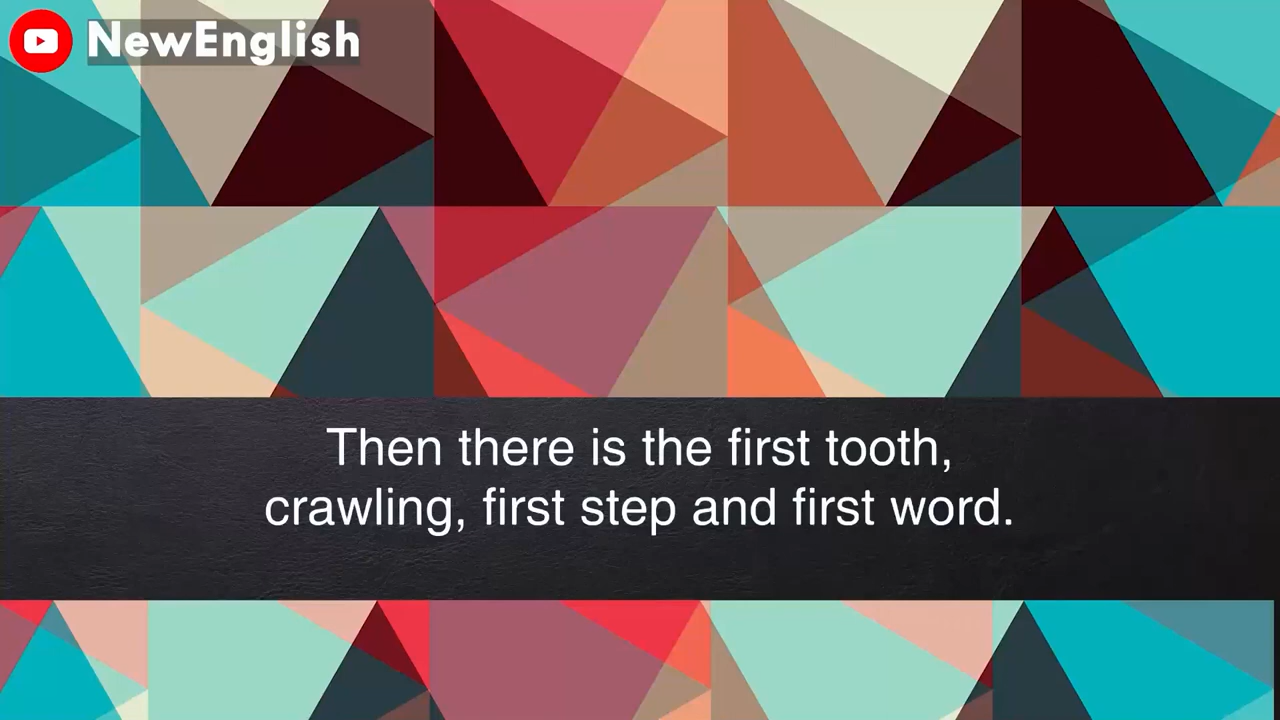 NewEnglish
Then there is the first tooth,
crawling, first step and first word.